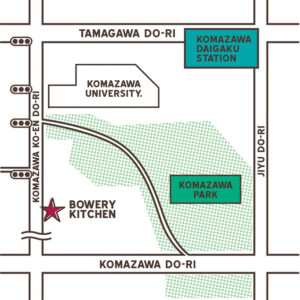 TAMAGAWA DO-RI
KOMAZAWA
DAIGAKU
STATION
KOMAZAWA
UNIVERSITY.
KOMAZAWA KO-EN DO-RI
JIYU DO-RI
KOMAZAWA
PARK
BOWERY
KITCHEN
KOMAZAWA DO-RI